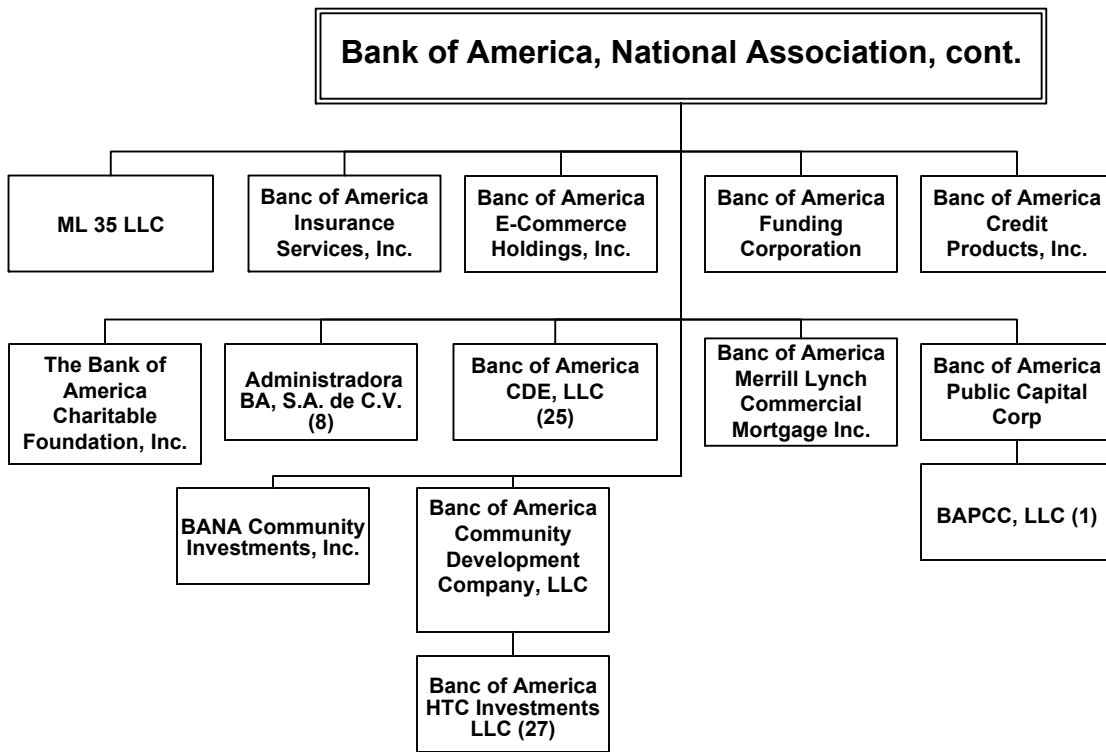 Bank of America, National Association, cont.
ML 35 LLC
Banc of America
Insurance
Services, Inc.
Banc of America
E-Commerce
Holdings, Inc.
Banc of America
Funding
Corporation
Banc of America
Credit
Products, Inc.
The Bank of
America
Charitable
Foundation, Inc.
Administradora
BA, S.A. de C.V.
(8)
Banc of America
CDE, LLC
(25)
Banc of America
Merrill Lynch
Commercial
Mortgage Inc.
Banc of America
Public Capital
Corp
BANA Community
Investments, Inc.
Banc of America
Community
Development
Company, LLC
BAPCC, LLC (1)
Banc of America
HTC Investments
LLC (27)